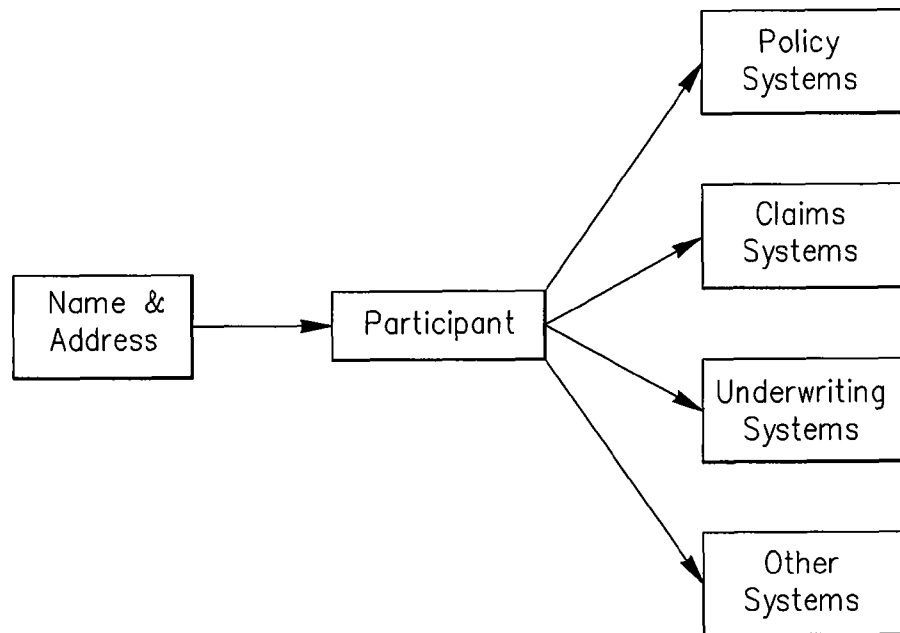 Policy
Systems
Claims
Systems
Name &
Address
Participant
Underwriting
Systems
Other
Systems